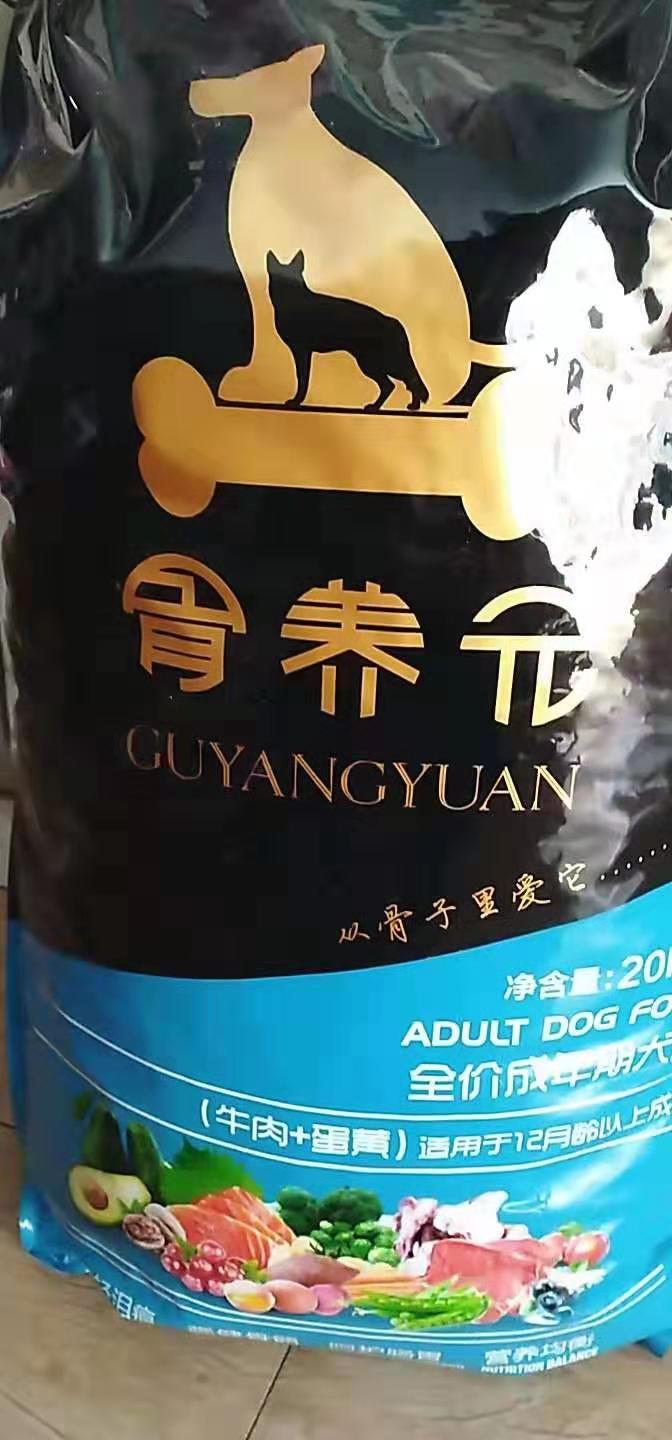 骨养元
GUYANGYUAN
从骨子里爱它......
净含量:20
ADULT DOG FO
全价成年期犬
(牛肉+蛋黄)适用于12月龄以上成
泪痕
营养均衡
NUTRITION BALANCE